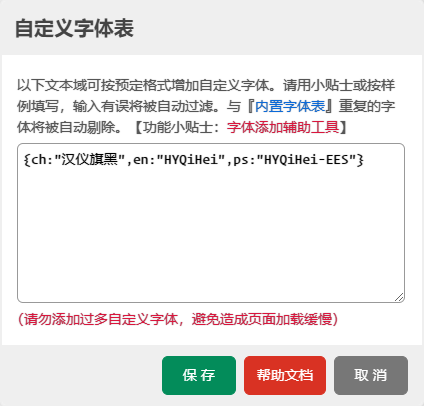 自定义字体表
以下文本域可按预定格式增加自定义字体。请用小贴士或按样
例填写，输入有误将被自动过滤。与『内置字体表』重复的字
体将被自动剔除。【功能小贴士：字体添加辅助工具】
{ch:"汉仪旗黑",en:"HYQiHei",ps:"HYQiHei-EES"}
（请勿添加过多自定义字体，避免造成页面加载缓慢）
保 存
帮助文档
取 消